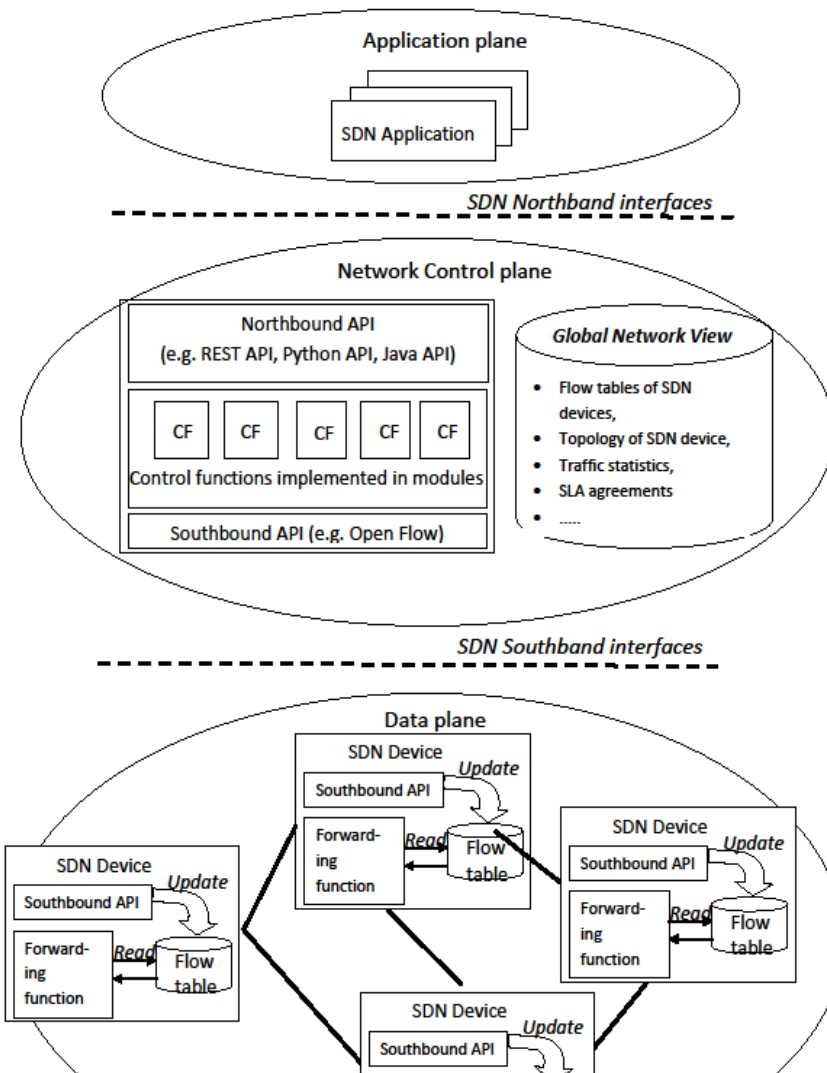 Application plane
SDN Application
SDN Northband interfaces
Network Control plane
Northbound API
(e.g. REST API, Python API, Java API)
CF
CF
CF
CF
CF
Control functions implemented in modules
Southbound API (e.g. Open Flow)
Global Network View
• Flow tables of SDN
devices,
• Topology of SDN device,
• Traffic statistics,
• SLA agreements
• .....
SDN Southband interfaces
Data plane
SDN Device
Southbound API
Update
Forward-
ing
function
Read
Flow
table
SDN Device
Southbound API
Update
Forward-
ing
function
Read
Flow
table
SDN Device
Southbound API
Update
Forward-
ing
function
Read
Flow
table
SDN Device
Southbound API
Update